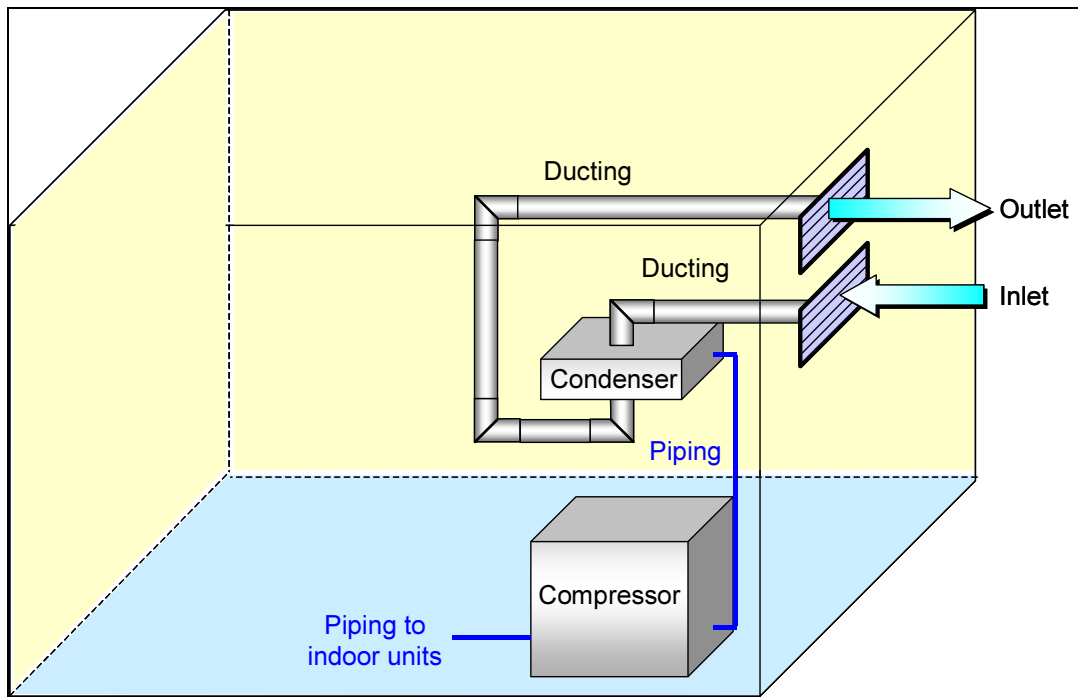 Ducting
Outlet
Ducting
Inlet
Condenser
Piping
Compressor
Piping to
indoor units